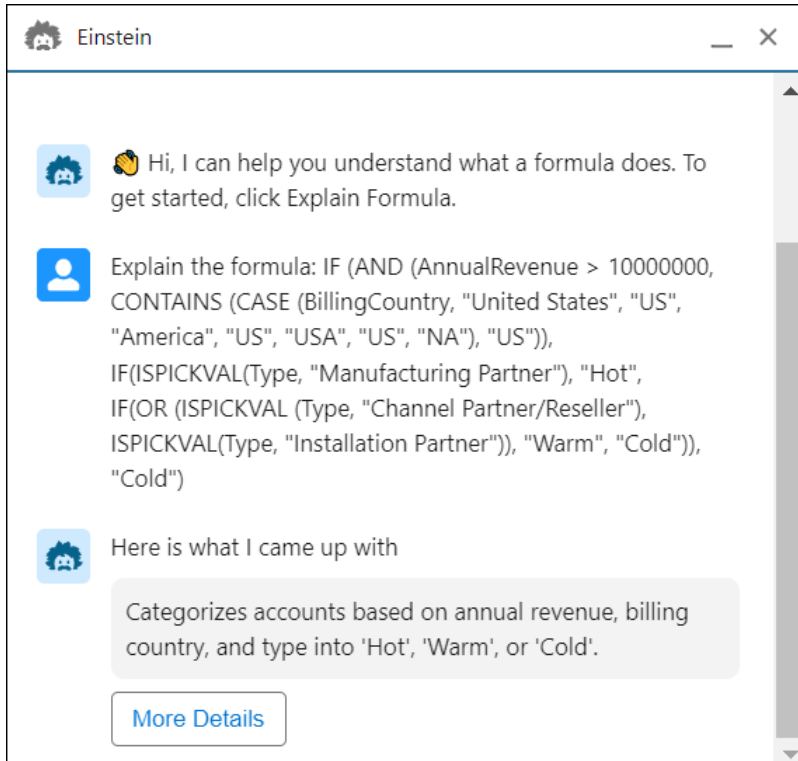 Einstein
👋 Hi, I can help you understand what a formula does. To
get started, click Explain Formula.
Explain the formula: IF (AND (AnnualRevenue > 10000000,
CONTAINS (CASE (BillingCountry, "United States", "US",
"America", "US", "USA", "US", "NA"), "US")),
IF(ISPICKVAL(Type, "Manufacturing Partner"), "Hot",
IF(OR (ISPICKVAL (Type, "Channel Partner/Reseller"),
ISPICKVAL(Type, "Installation Partner")), "Warm", "Cold")),
"Cold")
Here is what I came up with
Categorizes accounts based on annual revenue, billing
country, and type into 'Hot', 'Warm', or 'Cold'.
More Details